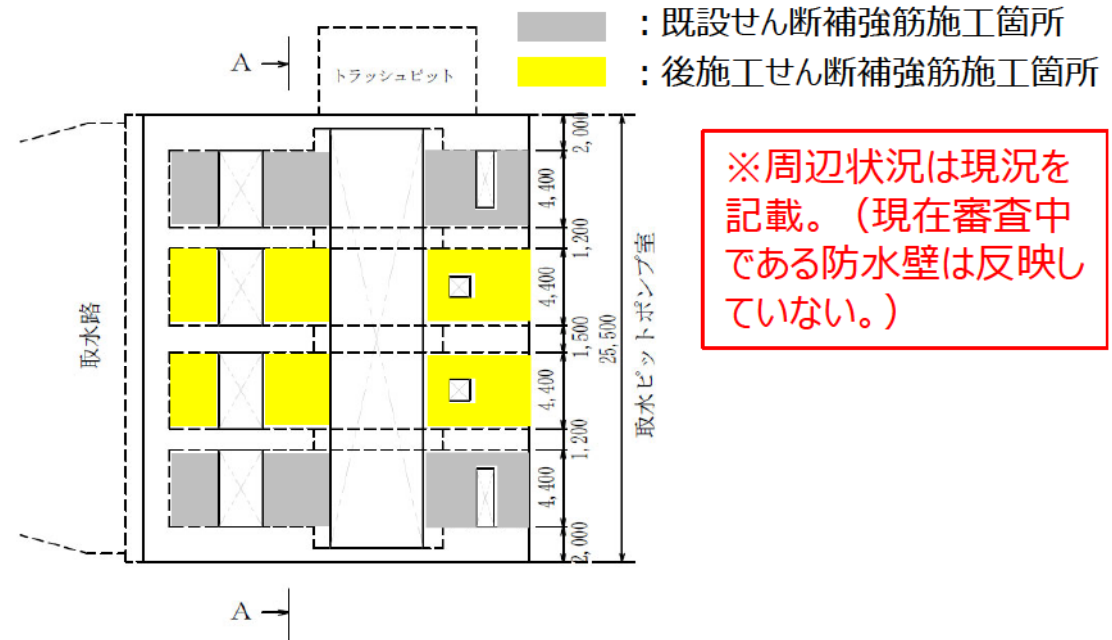 ：既設せん断補強筋施工箇所
：後施工せん断補強筋施工箇所
A
トラッシュピット
※周辺状況は現況を
記載。（現在審査中
である防水壁は反映し
ていない。）
取水路
2,000
4,400
1,200
4,400
1,500
4,400
1,200
4,400
2,000
25,500
取水ピットポンプ室
A